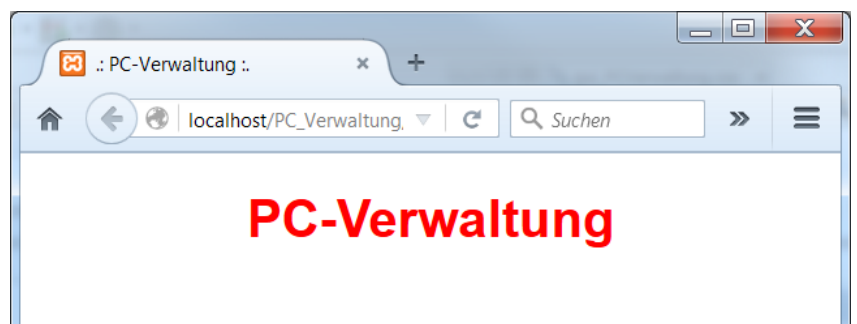 .: PC-Verwaltung :.
localhost/PC_Verwaltung
Suchen
PC-Verwaltung